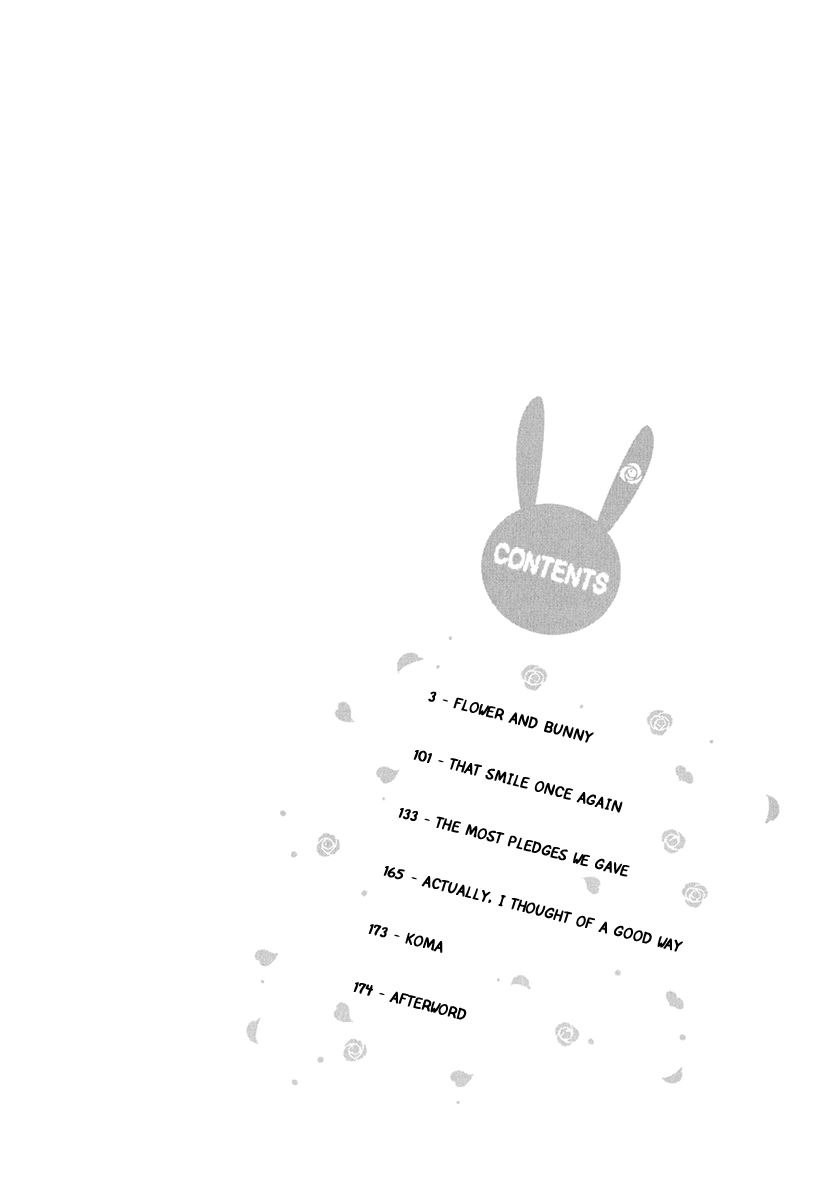 CONTENTS
3 - FLOWER AND BUNNY
101 - THAT SMILE ONCE AGAIN
133 - THE MOST PLEDGES WE GAVE
165 - ACTUALLY, I THOUGHT OF A GOOD WAY
173 - KOMA
174 - AFTERWORD